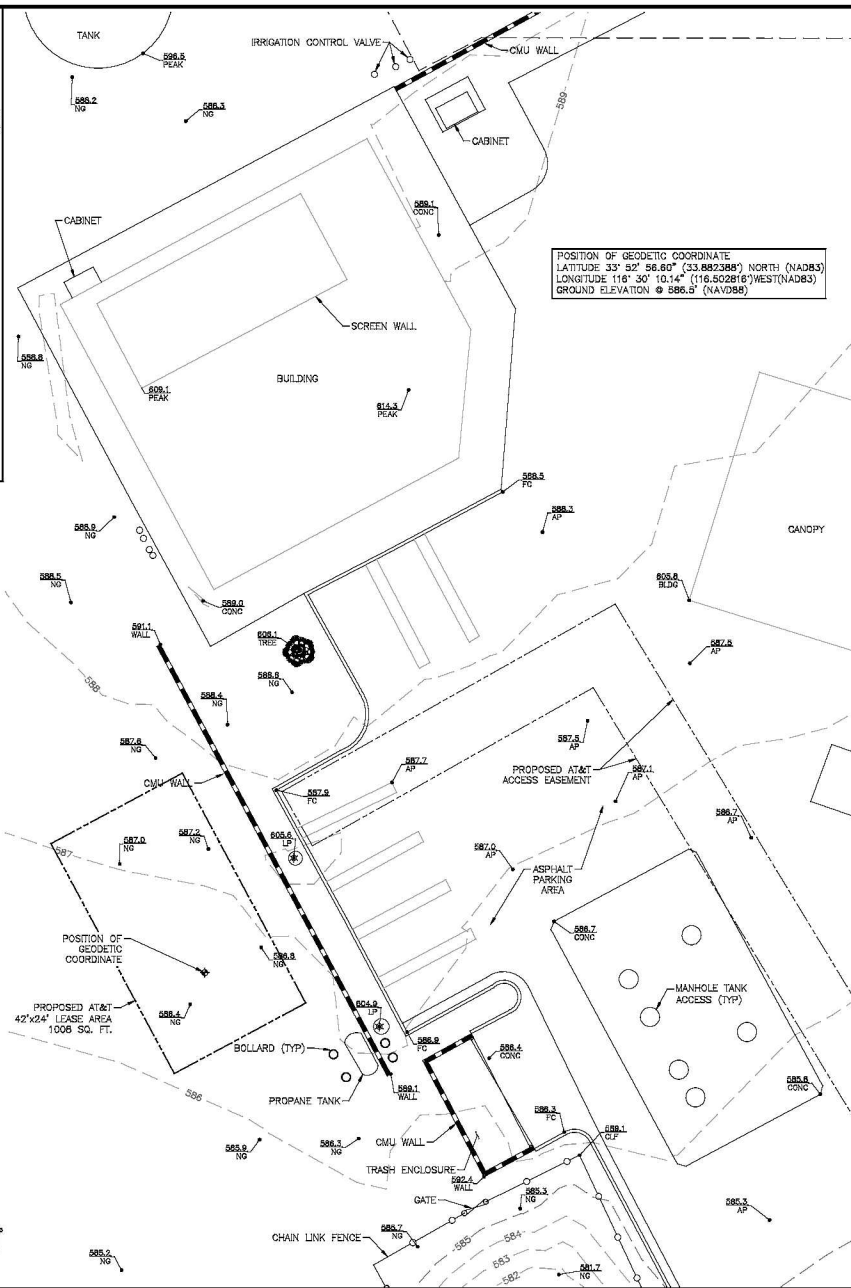 TANK
596.5
PEAK
IRRIGATION CONTROL VALVE
CMU WALL
588.2
NG
588.3
NG
589
CABINET
589.1
CONC
CABINET
POSITION OF GEODETIC COORDINATE
LATITUDE 33° 52' 56.60" (33.882388°) NORTH (NAD83)
LONGITUDE 116° 30' 10.14" (116.502816°)WEST(NAD83)
GROUND ELEVATION @ 586.5' (NAVD88)
SCREEN WALL
588.8
NG
BUILDING
609.1
PEAK
614.3
PEAK
588.5
FC
588.3
AP
CANOPY
588.9
NG
588.5
NG
589.0
CONC
603.8
BLDG
591.1
WALL
606.1
TREE
588.6
NG
587.5
AP
588
588.4
NG
587.6
NG
587.5
AP
587.7
AP
PROPOSED AT&T
ACCESS EASEMENT
587.1
AP
CMU WALL
587.9
FC
586.7
AP
587.0
NG
587.2
NG
605.6
LP
587
587.0
AP
ASPHALT
PARKING
AREA
586.7
CONC
POSITION OF
GEODETIC
COORDINATE
586.8
NG
MANHOLE TANK
ACCESS (TYP)
PROPOSED AT&T
42'x24' LEASE AREA
1008 SQ. FT.
586.4
NG
604.9
LP
BOLLARD (TYP)
586.9
FC
586.4
CONC
585.8
CONC
586
PROPANE TANK
589.1
WALL
586.3
FC
589.1
CLF
585.9
NG
586.3
NG
CMU WALL
TRASH ENCLOSURE
592.4
WALL
GATE
585.3
NG
585.3
AP
CHAIN LINK FENCE
585.7
NG
585
584
583
582
585.2
NG
581.7
NG